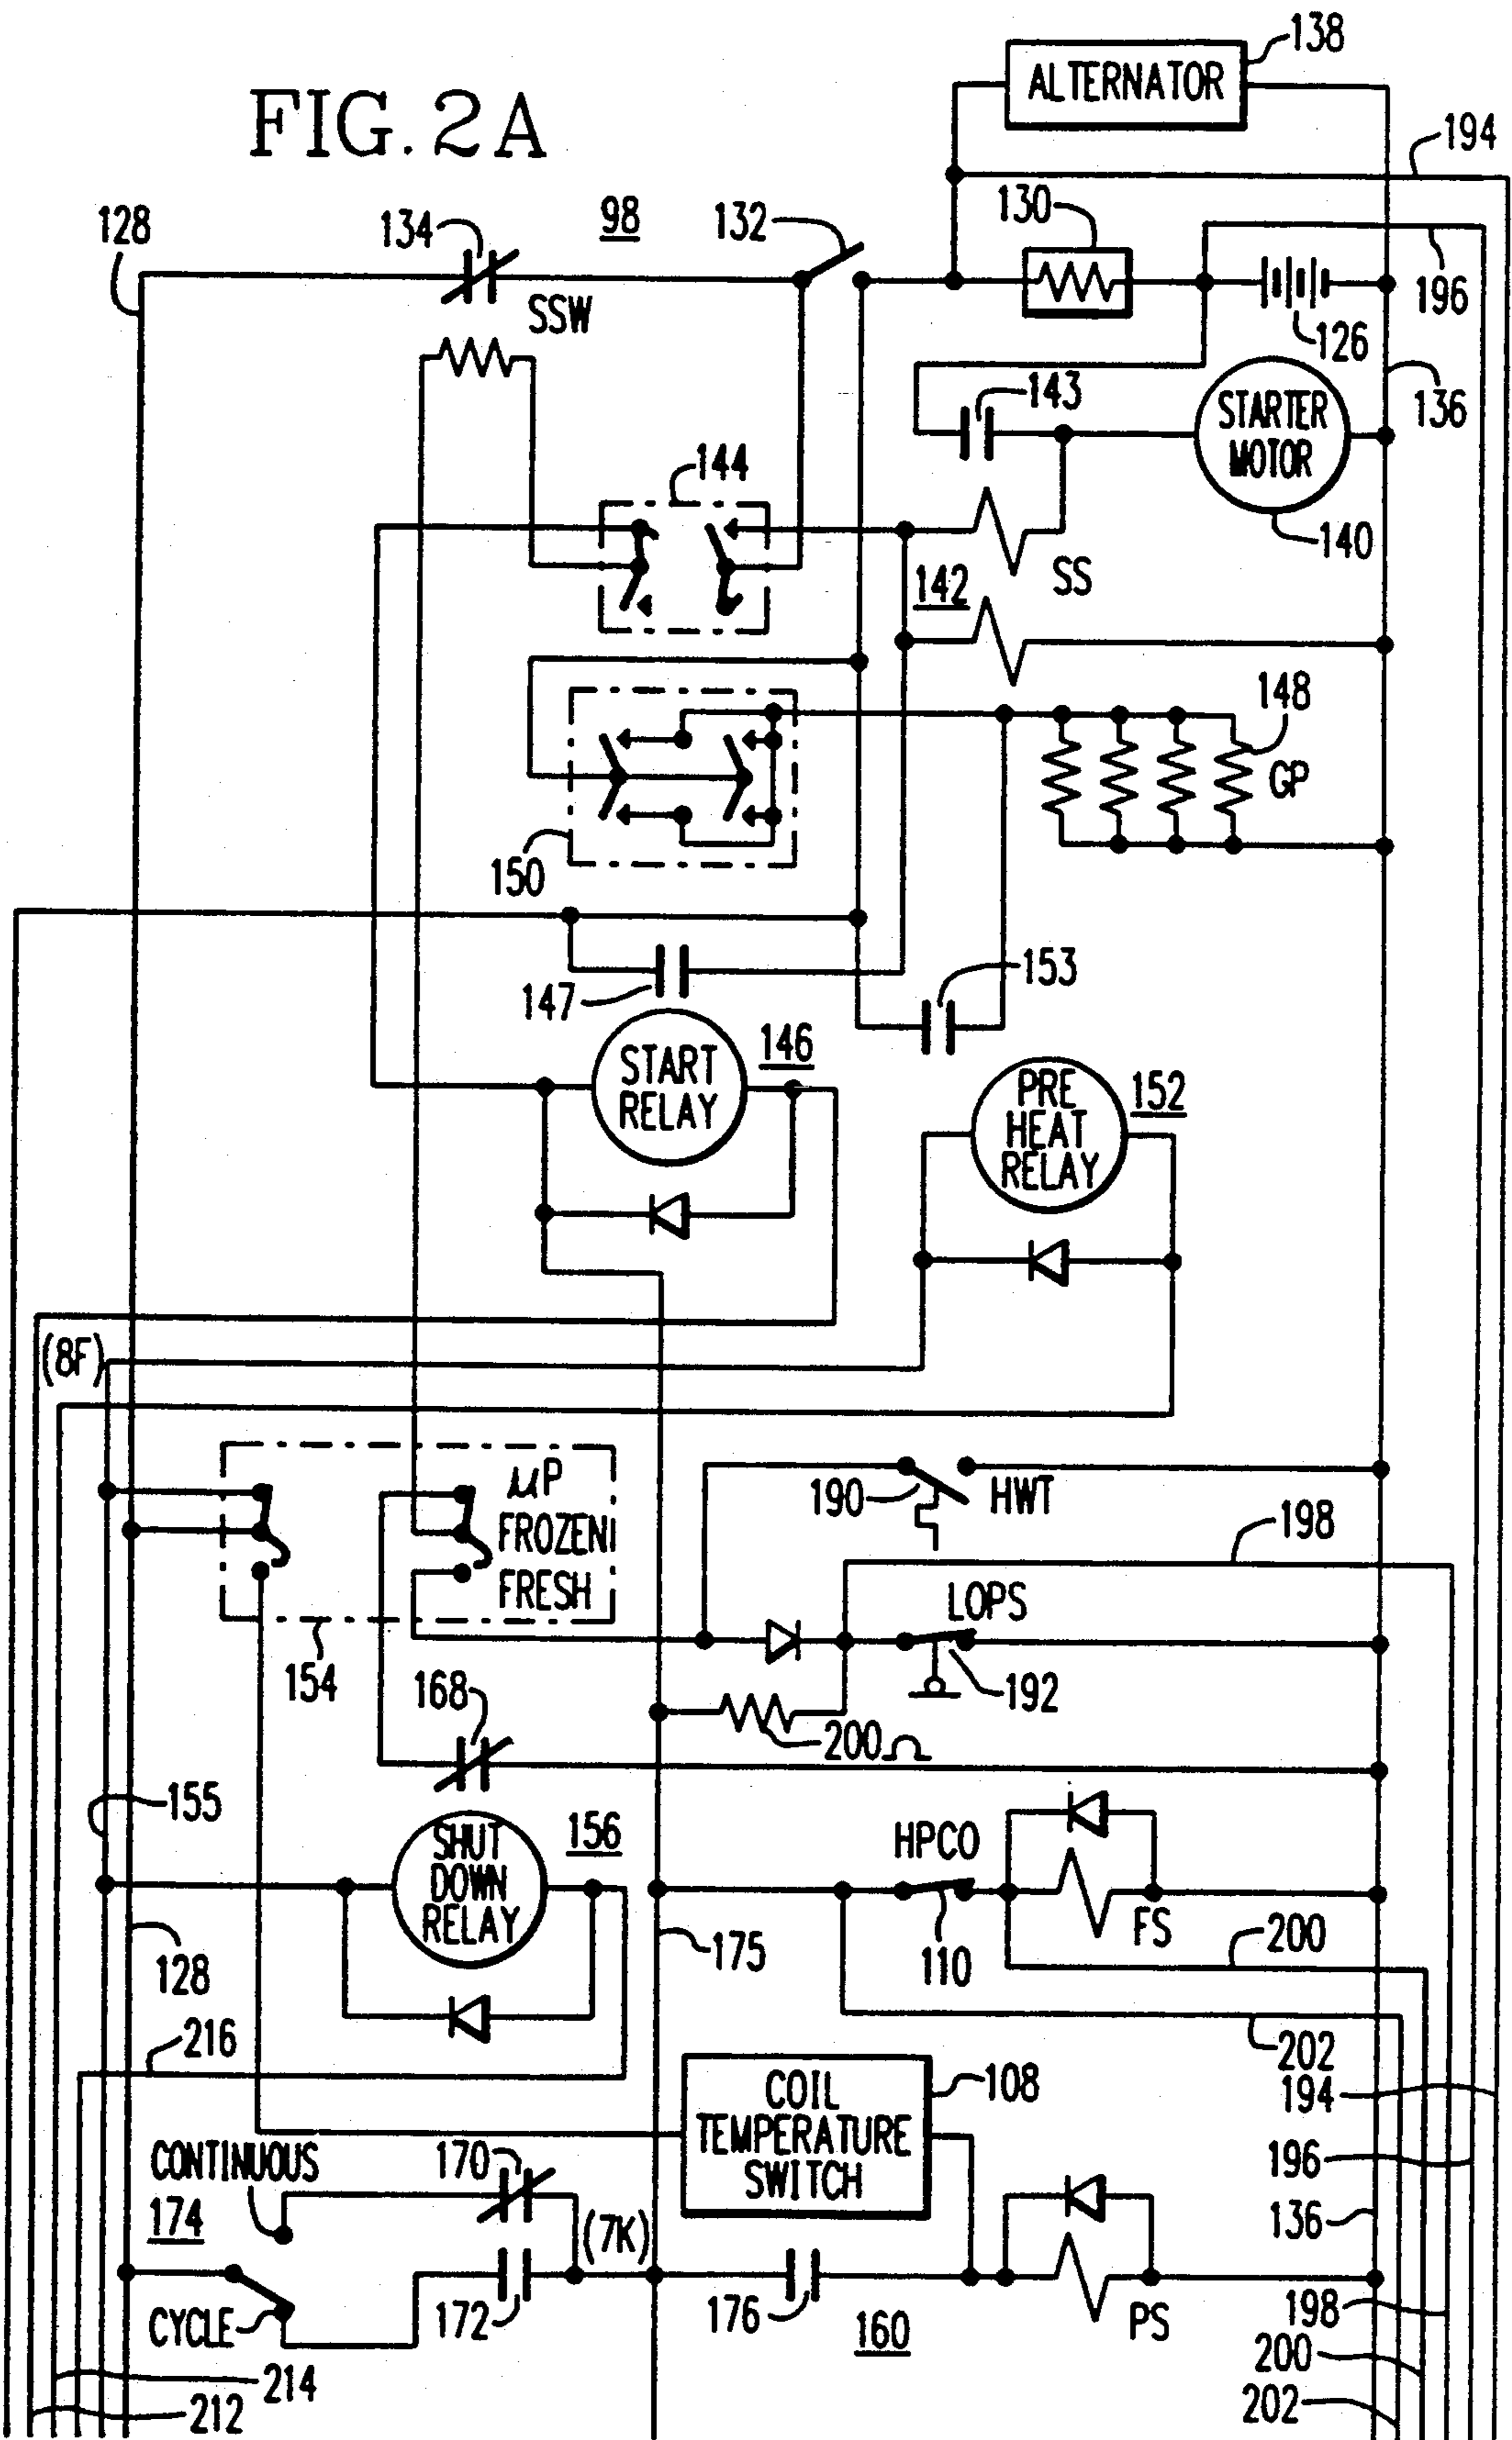 FIG. 2A
ALTERNATOR
138
194
128
134
98
132
130
196
SSW
126
136
143
STARTER
MOTOR
144
140
142
SS
148
GP
150
147
153
START
RELAY
146
PRE
HEAT
RELAY
152
(8F)
μP
FROZEN
FRESH
190
HWT
198
LOPS
154
168
192
200Ω
155
SHUT
DOWN
RELAY
156
HPCO
FS
175
110
200
128
216
202
194
COIL
TEMPERATURE
SWITCH
108
CONTINUOUS
170
196
174
(7K)
136
CYCLE
172
176
160
PS
198
214
200
212
202